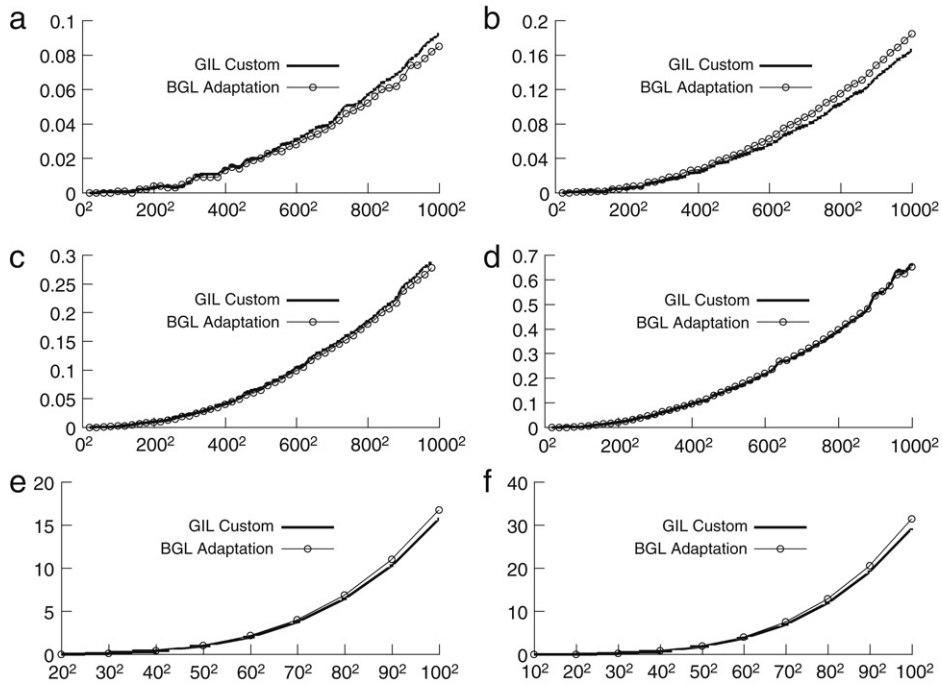 a
0.1
0.08
0.06
0.04
0.02
0
0² 200² 400² 600² 800² 1000²
GIL Custom
BGL Adaptation
b
0.2
0.16
0.12
0.08
0.04
0
0² 200² 400² 600² 800² 1000²
GIL Custom
BGL Adaptation
c
0.3
0.25
0.2
0.15
0.1
0.05
0
0² 200² 400² 600² 800² 1000²
GIL Custom
BGL Adaptation
d
0.7
0.6
0.5
0.4
0.3
0.2
0.1
0
0² 200² 400² 600² 800² 1000²
GIL Custom
BGL Adaptation
e
20
15
10
5
0
20² 30² 40² 50² 60² 70² 80² 90² 100²
GIL Custom
BGL Adaptation
f
40
30
20
10
0
10² 20² 30² 40² 50² 60² 70² 80² 90² 100²
GIL Custom
BGL Adaptation